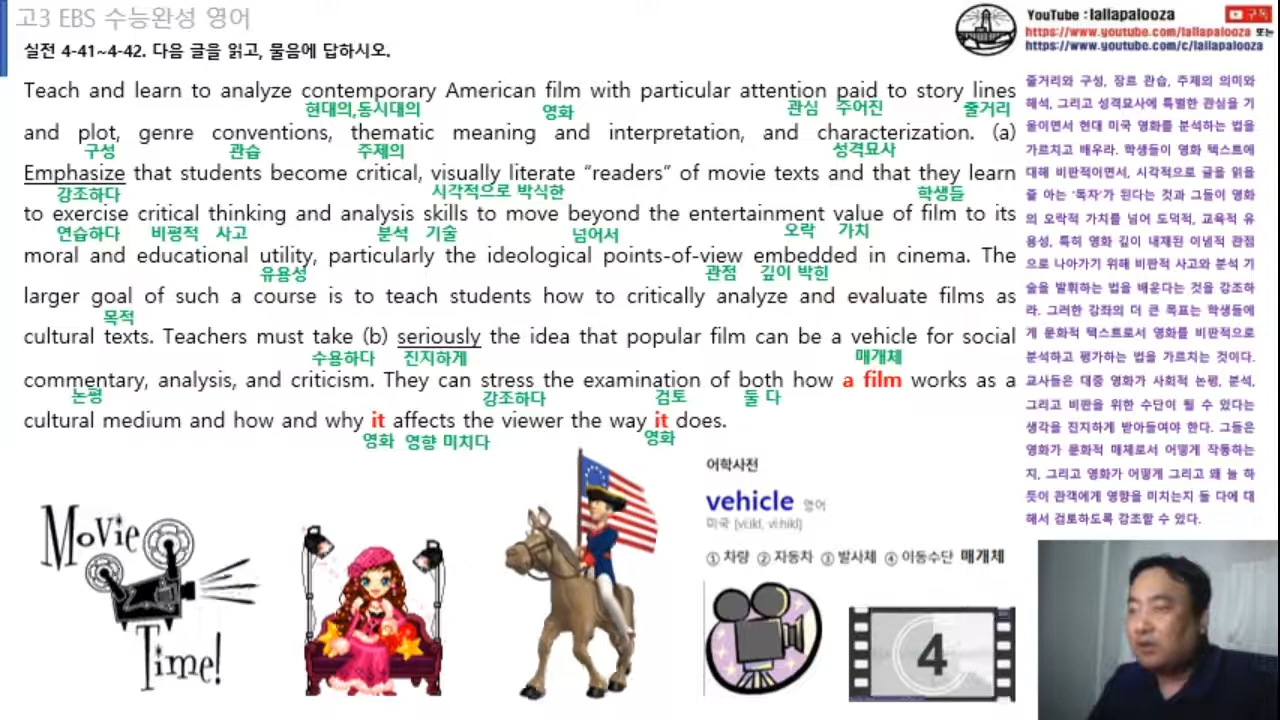 고3 EBS 수능완성 영어
YouTube : lallapalooza
구독
https://www.youtube.com/lallapalooza 또는
https://www.youtube.com/c/lallapalooza
실전 4-41~4-42. 다음 글을 읽고, 물음에 답하시오.
Teach and learn to analyze contemporary American film with particular attention paid to story lines
현대의,동시대의 영화 관심 주어진 줄거리
and plot, genre conventions, thematic meaning and interpretation, and characterization. (a)
구성 관습 주제의 성격묘사
Emphasize that students become critical, visually literate “readers” of movie texts and that they learn
강조하다 시각적으로 박식한 학생들
to exercise critical thinking and analysis skills to move beyond the entertainment value of film to its
연습하다 비평적 사고 분석 기술 넘어서 오락 가치
moral and educational utility, particularly the ideological points-of-view embedded in cinema. The
유용성 관점 깊이 박힌
larger goal of such a course is to teach students how to critically analyze and evaluate films as
목적
cultural texts. Teachers must take (b) seriously the idea that popular film can be a vehicle for social
수용하다 진지하게 매개체
commentary, analysis, and criticism. They can stress the examination of both how a film works as a
논평 강조하다 검토 둘 다
cultural medium and how and why it affects the viewer the way it does.
영화 영향 미치다 영화
줄거리와 구성, 장르 관습, 주제의 의미와
해석, 그리고 성격묘사에 특별한 관심을 기
울이면서 현대 미국 영화를 분석하는 법을
가르치고 배우라. 학생들이 영화 텍스트에
대해 비판적이면서, 시각적으로 글을 읽을
줄 아는 ‘독자’가 된다는 것과 그들이 영화
의 오락적 가치를 넘어 도덕적, 교육적 유
용성, 특히 영화 깊이 내재된 이념적 관점
으로 나아가기 위해 비판적 사고와 분석 기
술을 발휘하는 법을 배운다는 것을 강조하
라. 그러한 강좌의 더 큰 목표는 학생들에
게 문화적 텍스트로서 영화를 비판적으로
분석하고 평가하는 법을 가르치는 것이다.
교사들은 대중 영화가 사회적 논평, 분석,
그리고 비판을 위한 수단이 될 수 있다는
생각을 진지하게 받아들여야 한다. 그들은
영화가 문화적 매체로서 어떻게 작동하는
지, 그리고 영화가 어떻게 그리고 왜 늘 하
듯이 관객에게 영향을 미치는지 둘 다에 대
해서 검토하도록 강조할 수 있다.
Movie
Time!
어학사전
vehicle 영어
미국 [vi:ikl, vi:hikl]
① 차량 ② 자동차 ③ 발사체 ④ 이동수단 매개체
4